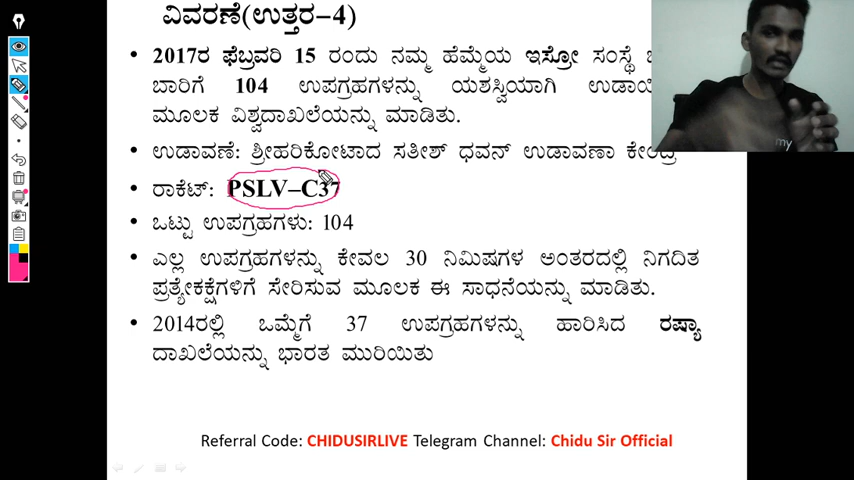 ವಿವರಣೆ(ಉತ್ತರ-4)
• 2017ರ ಫೆಬ್ರವರಿ 15 ರಂದು ನಮ್ಮ ಹೆಮ್ಮೆಯ ಇಸ್ರೋ ಸಂಸ್ಥೆ
ಬಾರಿಗೆ 104 ಉಪಗ್ರಹಗಳನ್ನು ಯಶಸ್ವಿಯಾಗಿ
ಮೂಲಕ ವಿಶ್ವದಾಖಲೆಯನ್ನು ಮಾಡಿತು.
• ಉಡಾವಣೆ: ಶ್ರೀಹರಿಕೋಟಾದ ಸತೀಶ್ ಧವನ್ ಉಡಾವಣಾ ಕೇಂದ್ರ
• ರಾಕೆಟ್: PSLV–C37
• ಒಟ್ಟು ಉಪಗ್ರಹಗಳು: 104
• ಎಲ್ಲ ಉಪಗ್ರಹಗಳನ್ನು ಕೇವಲ 30 ನಿಮಿಷಗಳ ಅಂತರದಲ್ಲಿ ನಿಗದಿತ
ಪ್ರತ್ಯೇಕಕ್ಷೆಗಳಿಗೆ ಸೇರಿಸುವ ಮೂಲಕ ಈ ಸಾಧನೆಯನ್ನು ಮಾಡಿತು.
• 2014ರಲ್ಲಿ ಒಮ್ಮೆಗೆ 37 ಉಪಗ್ರಹಗಳನ್ನು ಹಾರಿಸಿದ ರಷ್ಯಾ
ದಾಖಲೆಯನ್ನು ಭಾರತ ಮುರಿಯಿತು
Referral Code: CHIDUSIRLIVE Telegram Channel: Chidu Sir Official